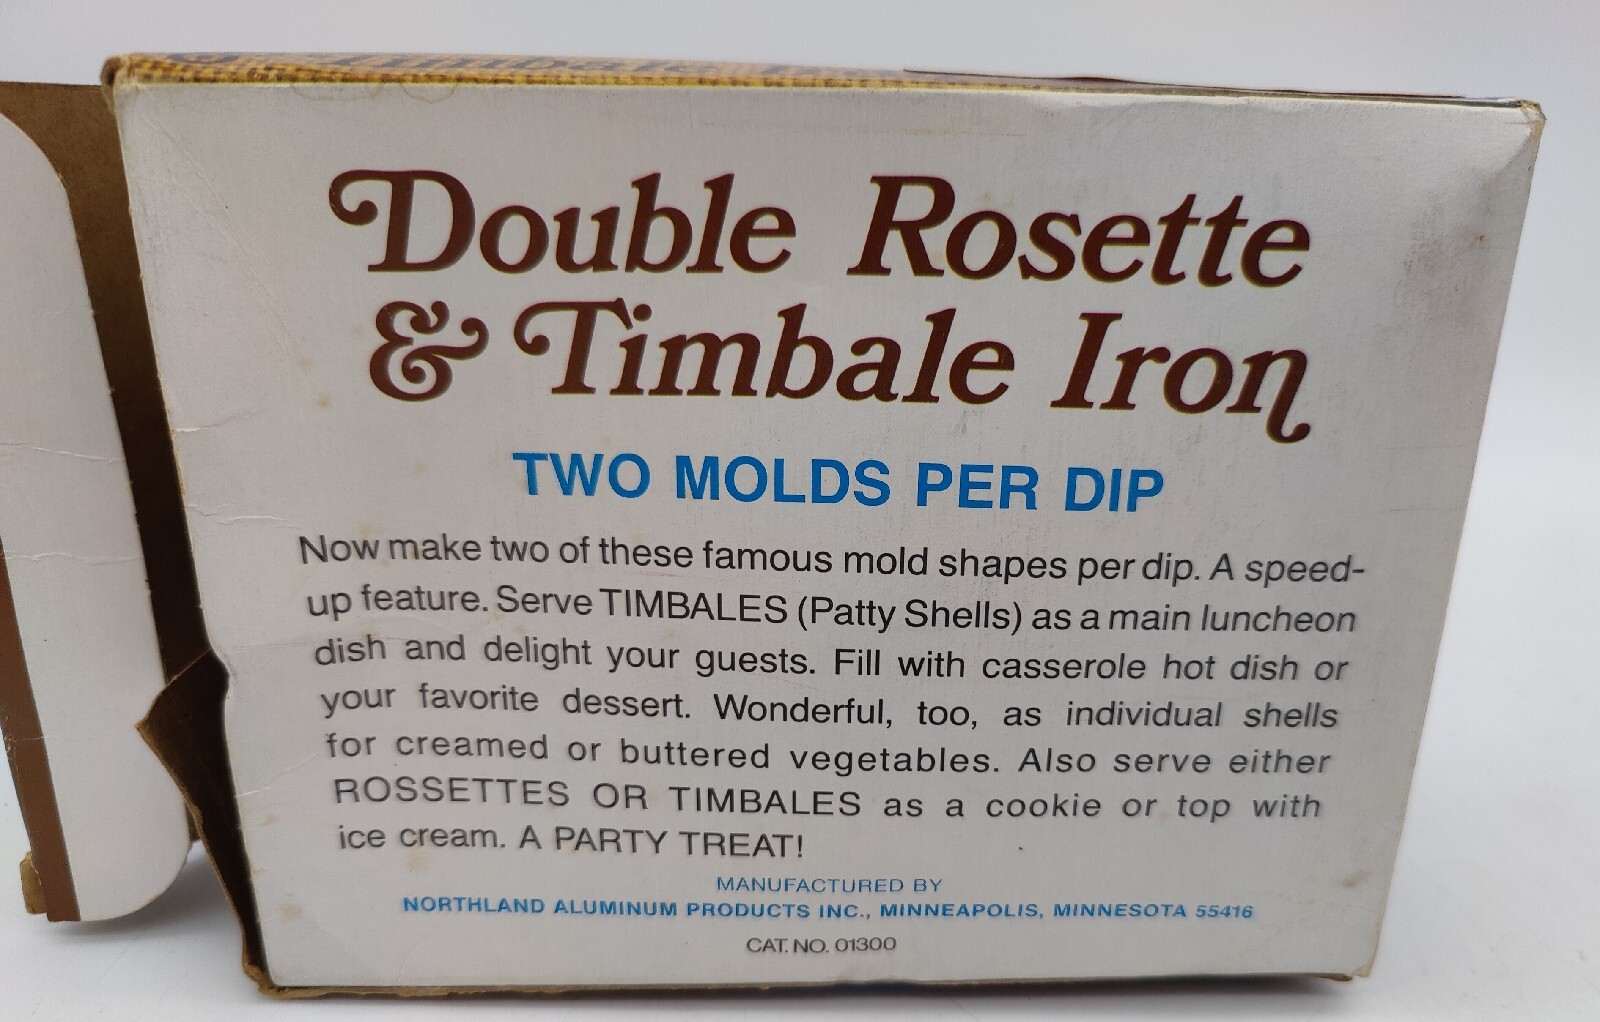 Timbale
Double Rosette
& Timbale Iron
TWO MOLDS PER DIP
Now make two of these famous mold shapes per dip. A speed-
up feature. Serve TIMBALES (Patty Shells) as a main luncheon
dish and delight your guests. Fill with casserole hot dish or
your favorite dessert. Wonderful, too, as individual shells
for creamed or buttered vegetables. Also serve either
ROSSETTES OR TIMBALES as a cookie or top with
ice cream. A PARTY TREAT!
MANUFACTURED BY
NORTHLAND ALUMINUM PRODUCTS INC., MINNEAPOLIS, MINNESOTA 55416
CAT. NO. 01300